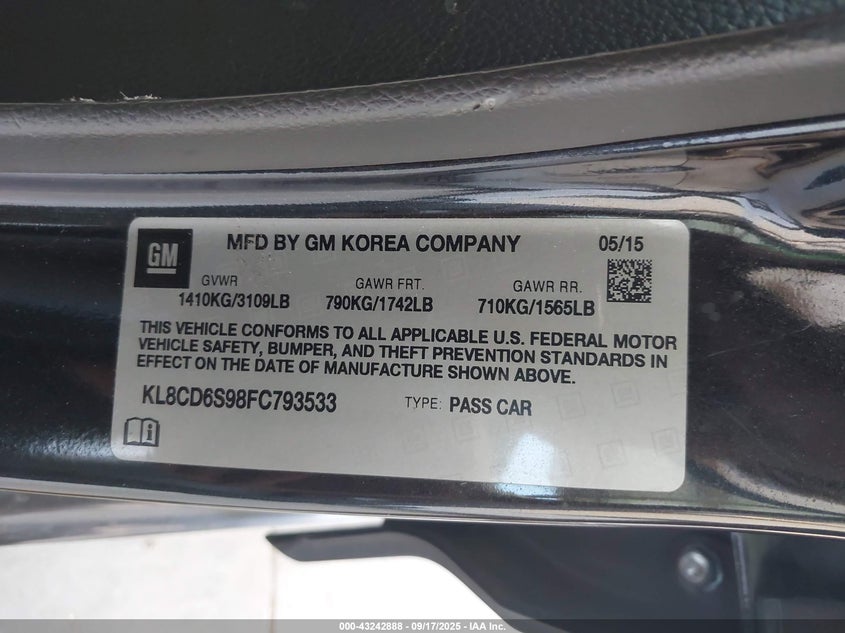 GM
MFD BY GM KOREA COMPANY 05/15
GVWR GAWR FRT. GAWR RR.
1410KG/3109LB 790KG/1742LB 710KG/1565LB
THIS VEHICLE CONFORMS TO ALL APPLICABLE U.S. FEDERAL MOTOR
VEHICLE SAFETY, BUMPER, AND THEFT PREVENTION STANDARDS IN
EFFECT ON THE DATE OF MANUFACTURE SHOWN ABOVE.
KL8CD6S98FC793533 TYPE: PASS CAR
000-43242888 - 09/17/2025 - IAA Inc.